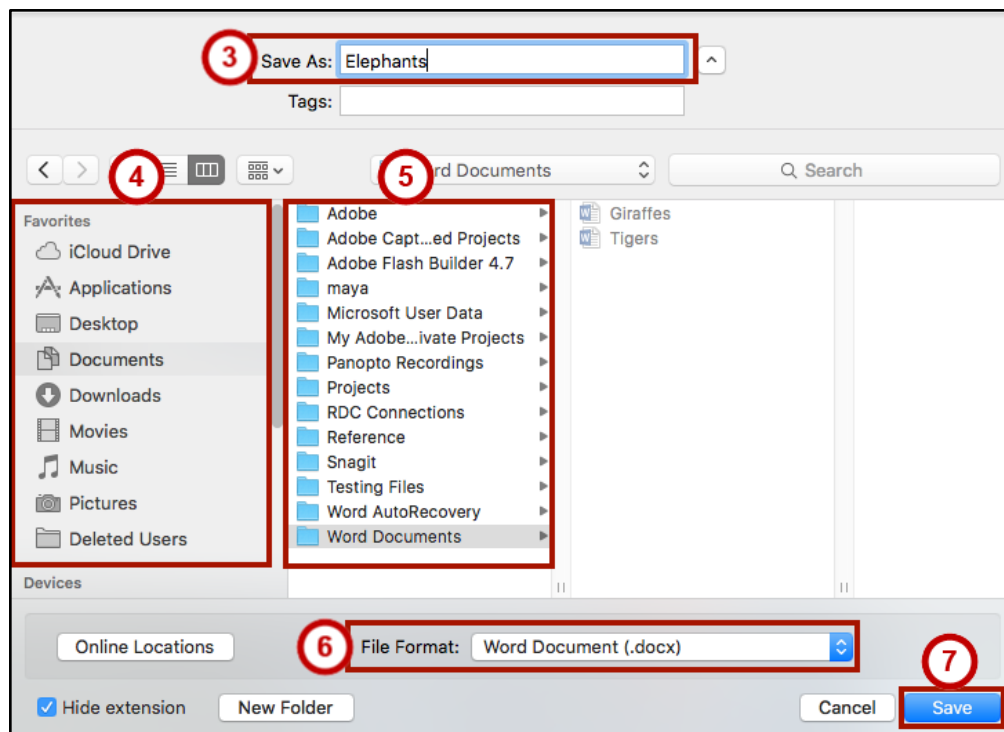 3
Save As: Elephants
Tags:
4
5
rd Documents
Search
Favorites
iCloud Drive
Applications
Desktop
Documents
Downloads
Movies
Music
Pictures
Deleted Users
Devices
Adobe
Adobe Capt...ed Projects
Adobe Flash Builder 4.7
maya
Microsoft User Data
My Adobe...ivate Projects
Panopto Recordings
Projects
RDC Connections
Reference
Snagit
Testing Files
Word AutoRecovery
Word Documents
Giraffes
Tigers
Online Locations
6
File Format: Word Document (.docx)
7
Hide extension
New Folder
Cancel
Save